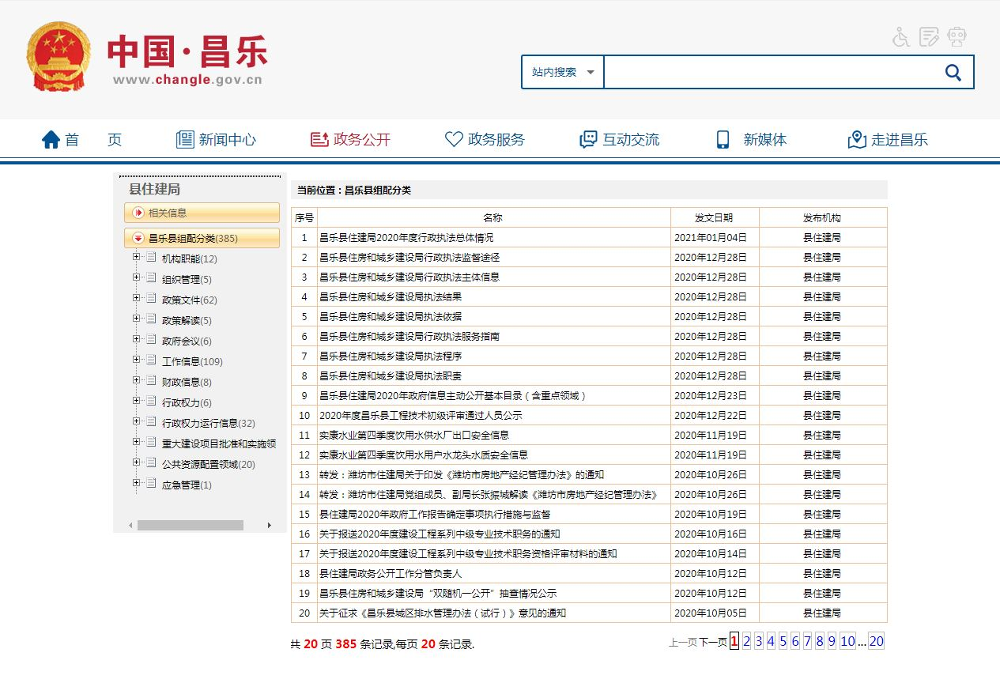 中国·昌乐
www.changle.gov.cn
站内搜索
首 页 新闻中心 政务公开 政务服务 互动交流 新媒体 走进昌乐
县住建局
相关信息
昌乐县组配分类(385)
机构职能(12)
组织管理(5)
政策文件(62)
政策解读(5)
政府会议(6)
工作信息(109)
财政信息(8)
行政权力(6)
行政权力运行信息(32)
重大建设项目批准和实施领
公共资源配置领域(20)
应急管理(1)
当前位置：昌乐县组配分类
序号 名称 发文日期 发布机构
1 昌乐县住建局2020年度行政执法总体情况 2021年01月04日 县住建局
2 昌乐县住房和城乡建设局行政执法监督途径 2020年12月28日 县住建局
3 昌乐县住房和城乡建设局行政执法主体信息 2020年12月28日 县住建局
4 昌乐县住房和城乡建设局执法结果 2020年12月28日 县住建局
5 昌乐县住房和城乡建设局执法依据 2020年12月28日 县住建局
6 昌乐县住房和城乡建设局行政执法服务指南 2020年12月28日 县住建局
7 昌乐县住房和城乡建设局执法程序 2020年12月28日 县住建局
8 昌乐县住房和城乡建设局执法职责 2020年12月28日 县住建局
9 昌乐县住建局2020年政府信息主动公开基本目录（含重点领域） 2020年12月23日 县住建局
10 2020年度昌乐县工程技术初级评审通过人员公示 2020年12月22日 县住建局
11 实康水业第四季度饮用水供水厂出口安全信息 2020年11月19日 县住建局
12 实康水业第四季度饮用水用户水龙头水质安全信息 2020年11月19日 县住建局
13 转发：潍坊市住建局关于印发《潍坊市房地产经纪管理办法》的通知 2020年10月26日 县住建局
14 转发：潍坊市住建局党组成员、副局长张振城解读《潍坊市房地产经纪管理办法》 2020年10月26日 县住建局
15 县住建局2020年政府工作报告确定事项执行措施与监督 2020年10月19日 县住建局
16 关于报送2020年度建设工程系列中级专业技术职务的通知 2020年10月16日 县住建局
17 关于报送2020年度建设工程系列中级专业技术职务资格评审材料的通知 2020年10月14日 县住建局
18 县住建局政务公开工作分管负责人 2020年10月12日 县住建局
19 昌乐县住房和城乡建设局“双随机一公开”抽查情况公示 2020年10月12日 县住建局
20 关于征求《昌乐县城区排水管理办法（试行）》意见的通知 2020年10月05日 县住建局
共 20 页 385 条记录,每页 20 条记录.
上一页 下一页 1 2 3 4 5 6 7 8 9 10 ... 20